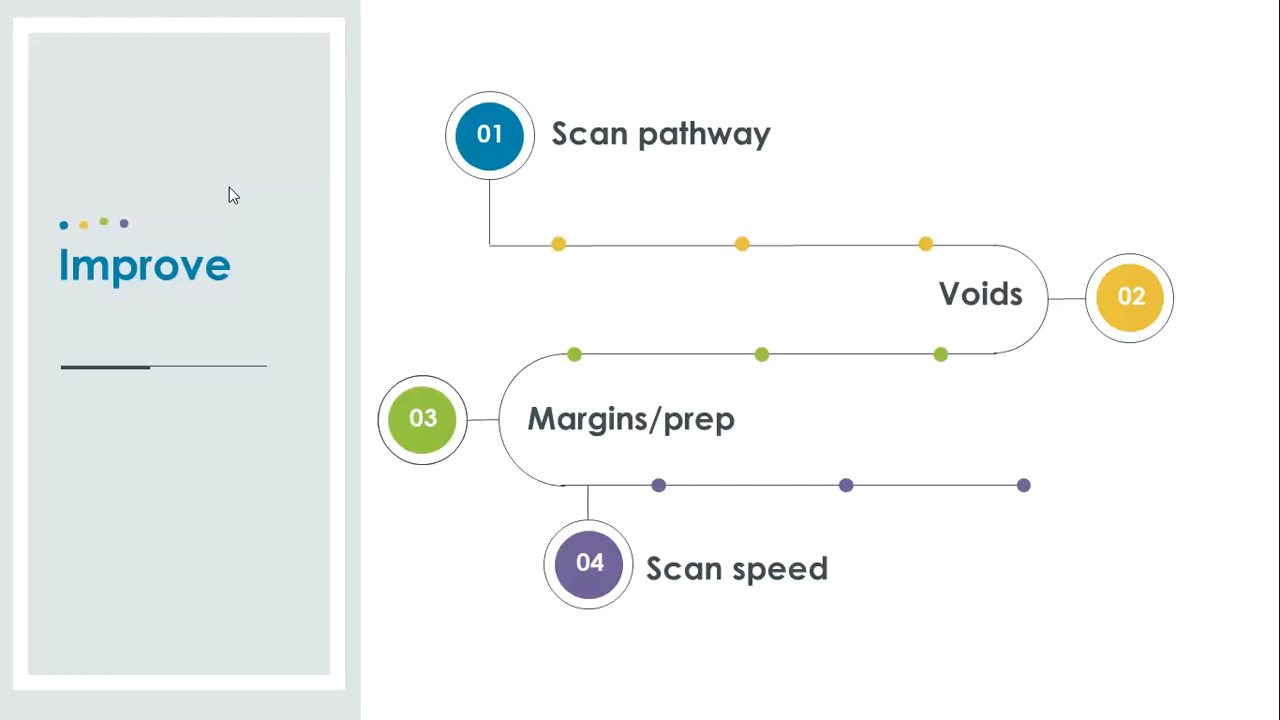 Improve
01
Scan pathway
Voids
02
03
Margins/prep
04
Scan speed